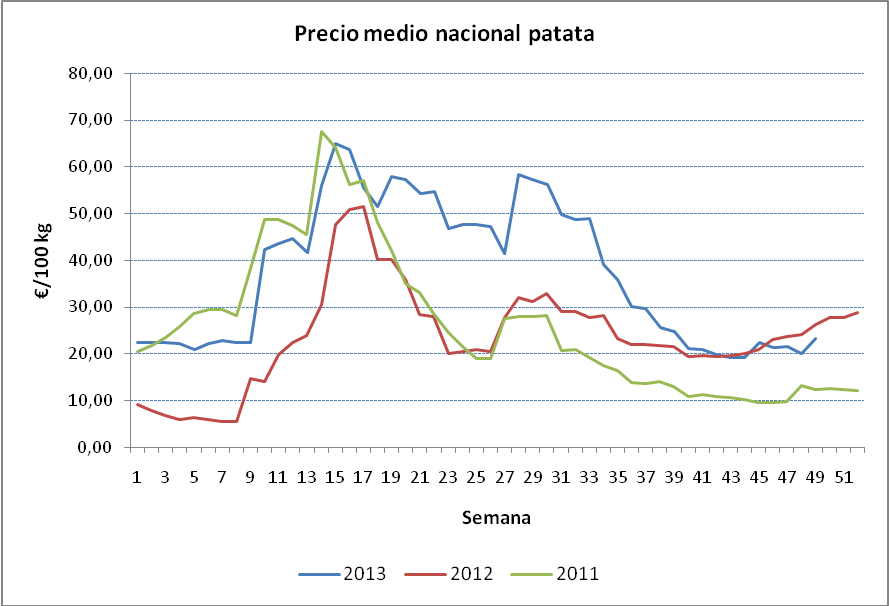 Precio medio nacional patata
80,00
70,00
60,00
50,00
40,00
30,00
20,00
10,00
0,00
€/100 kg
1 3 5 7 9 11 13 15 17 19 21 23 25 27 29 31 33 35 37 39 41 43 45 47 49 51
Semana
2013 2012 2011